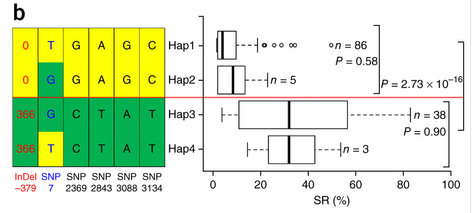 b
0 T G A G C Hap1 n = 86
P = 0.58
0 G G A G C Hap2 n = 5
P = 2.73 × 10−16
366 G C T A T Hap3 n = 38
P = 0.90
366 T C T A T Hap4 n = 3
InDel SNP SNP SNP SNP SNP
−379 7 2369 2843 3088 3134
0 20 40 60 80 100
SR (%)